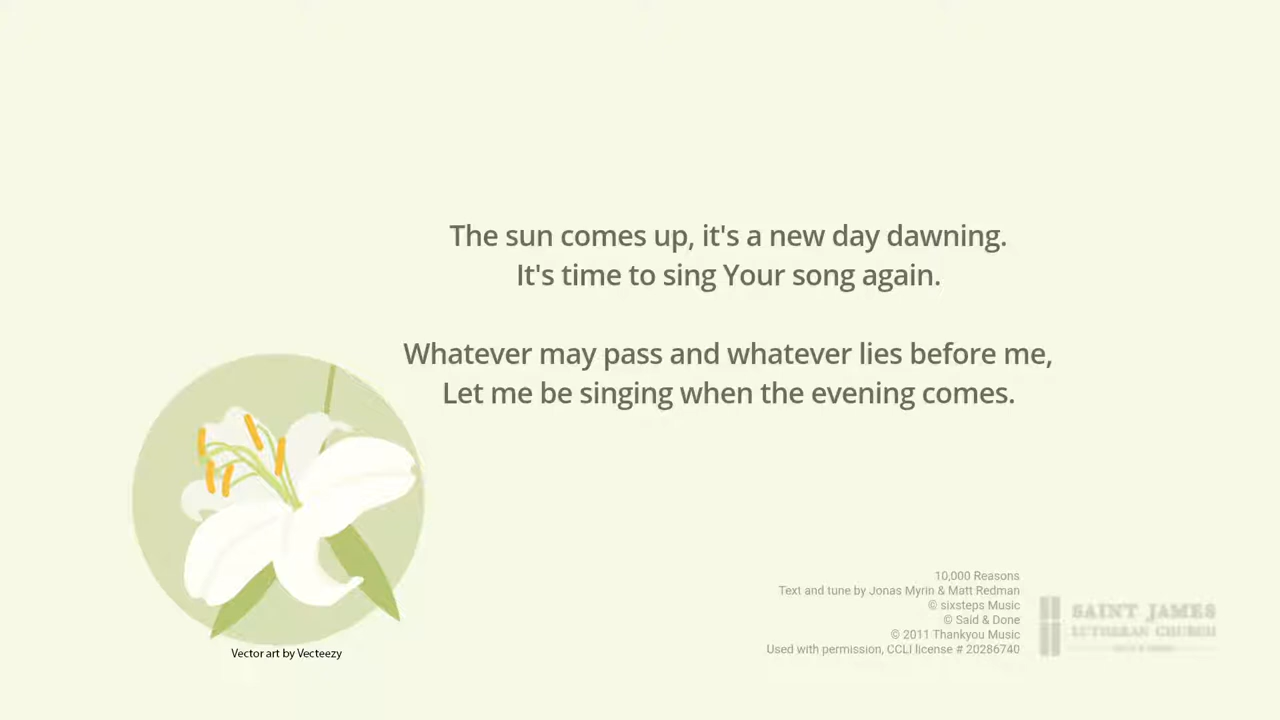 The sun comes up, it's a new day dawning.
It's time to sing Your song again.
Whatever may pass and whatever lies before me,
Let me be singing when the evening comes.
10,000 Reasons
Text and tune by Jonas Myrin & Matt Redman
© sixsteps Music
© Said & Done
© 2011 Thankyou Music
Used with permission, CCLI license # 20286740
SAINT JAMES
LUTHERAN CHURCH
Vector art by Vecteezy